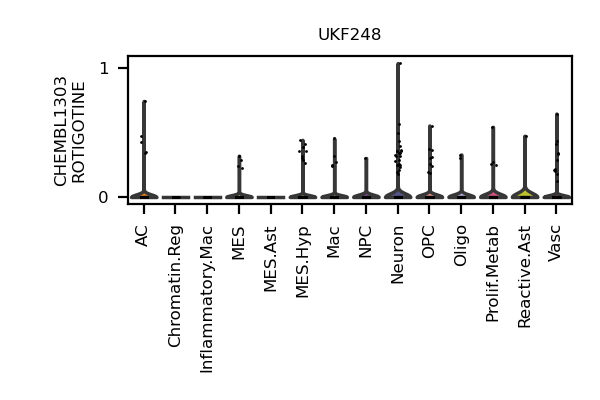 UKF248
CHEMBL1303
ROTIGOTINE
1
0
AC
Chromatin.Reg
Inflammatory.Mac
MES
MES.Ast
MES.Hyp
Mac
NPC
Neuron
OPC
Oligo
Prolif.Metab
Reactive.Ast
Vasc